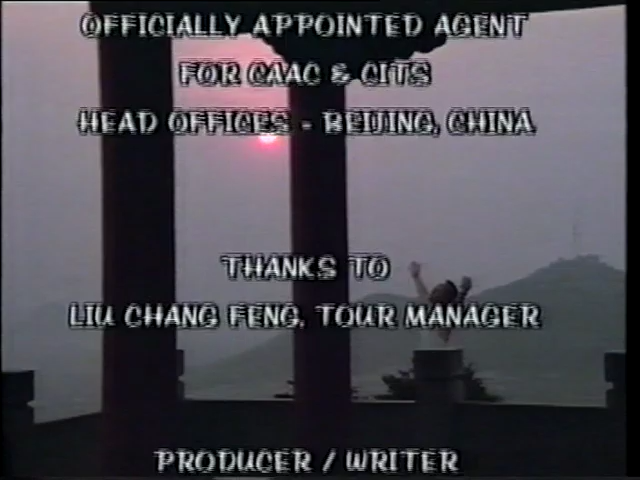 OFFICIALLY APPOINTED AGENT
FOR CAAC & CITS
HEAD OFFICES - BEIJING, CHINA
THANKS TO
LIU CHANG FENG, TOUR MANAGER
PRODUCER / WRITER